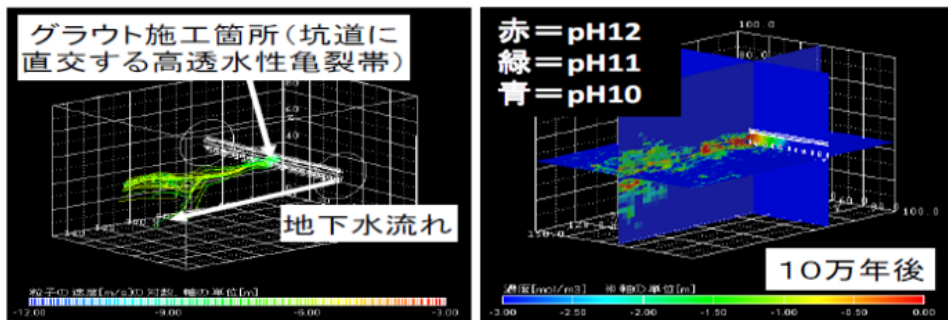 グラウト施工箇所(坑道に
直交する高透水性亀裂帯)
地下水流れ
粒子の速度[m/s]の対数、軸の単位[m]
-12.00 -9.00 -6.00 -3.00
赤=pH12
緑=pH11
青=pH10
100.0
100.0
10万年後
濃度[mol/m3] ※軸の単位[m]
-3.00 -2.50 -2.00 -1.50 -1.00 -0.50 0.00